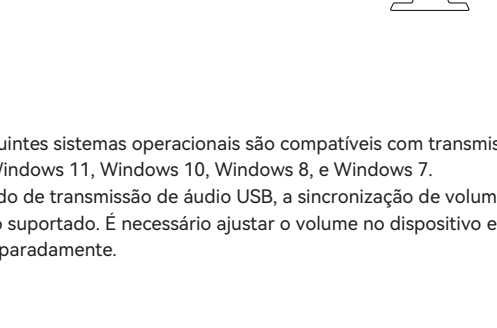 uintes sistemas operacionais são compatíveis com transmis
Windows 11, Windows 10, Windows 8, e Windows 7.
do de transmissão de áudio USB, a sincronização de volum
o suportado. É necessário ajustar o volume no dispositivo e
paradamente.